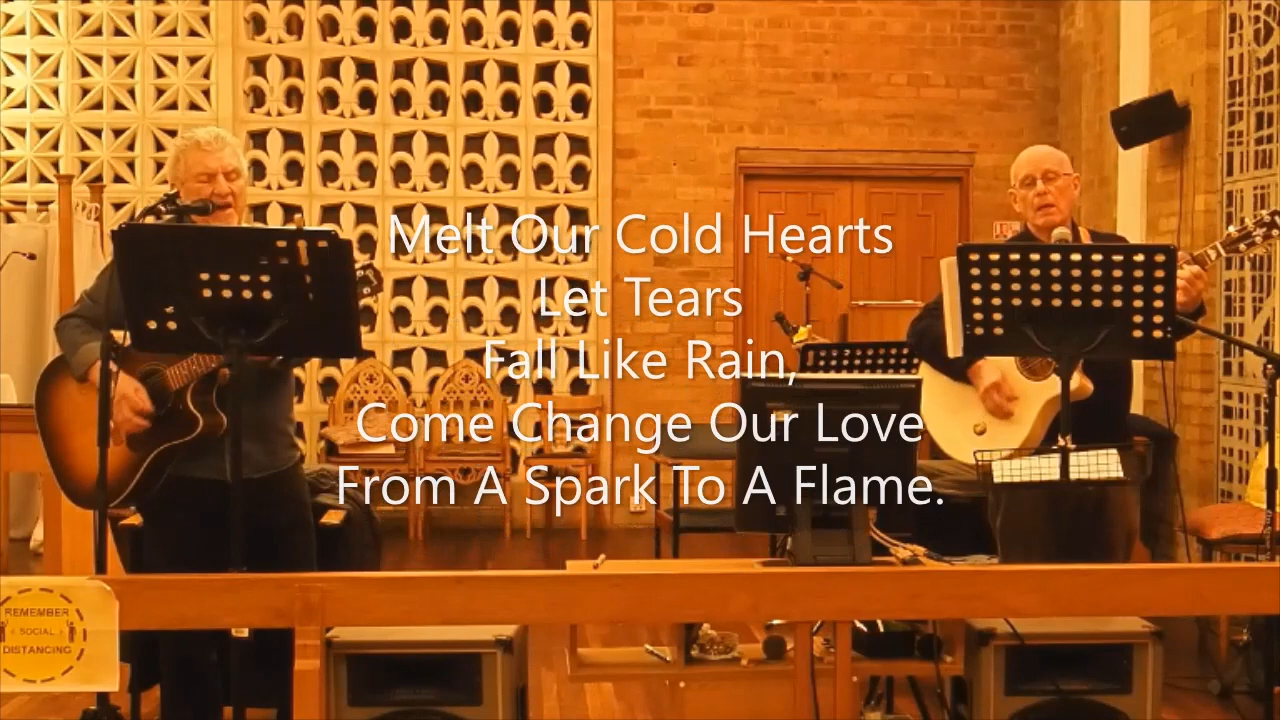 Melt Our Cold Hearts
Let Tears
Fall Like Rain,
Come Change Our Love
From A Spark To A Flame.
REMEMBER
SOCIAL
DISTANCING